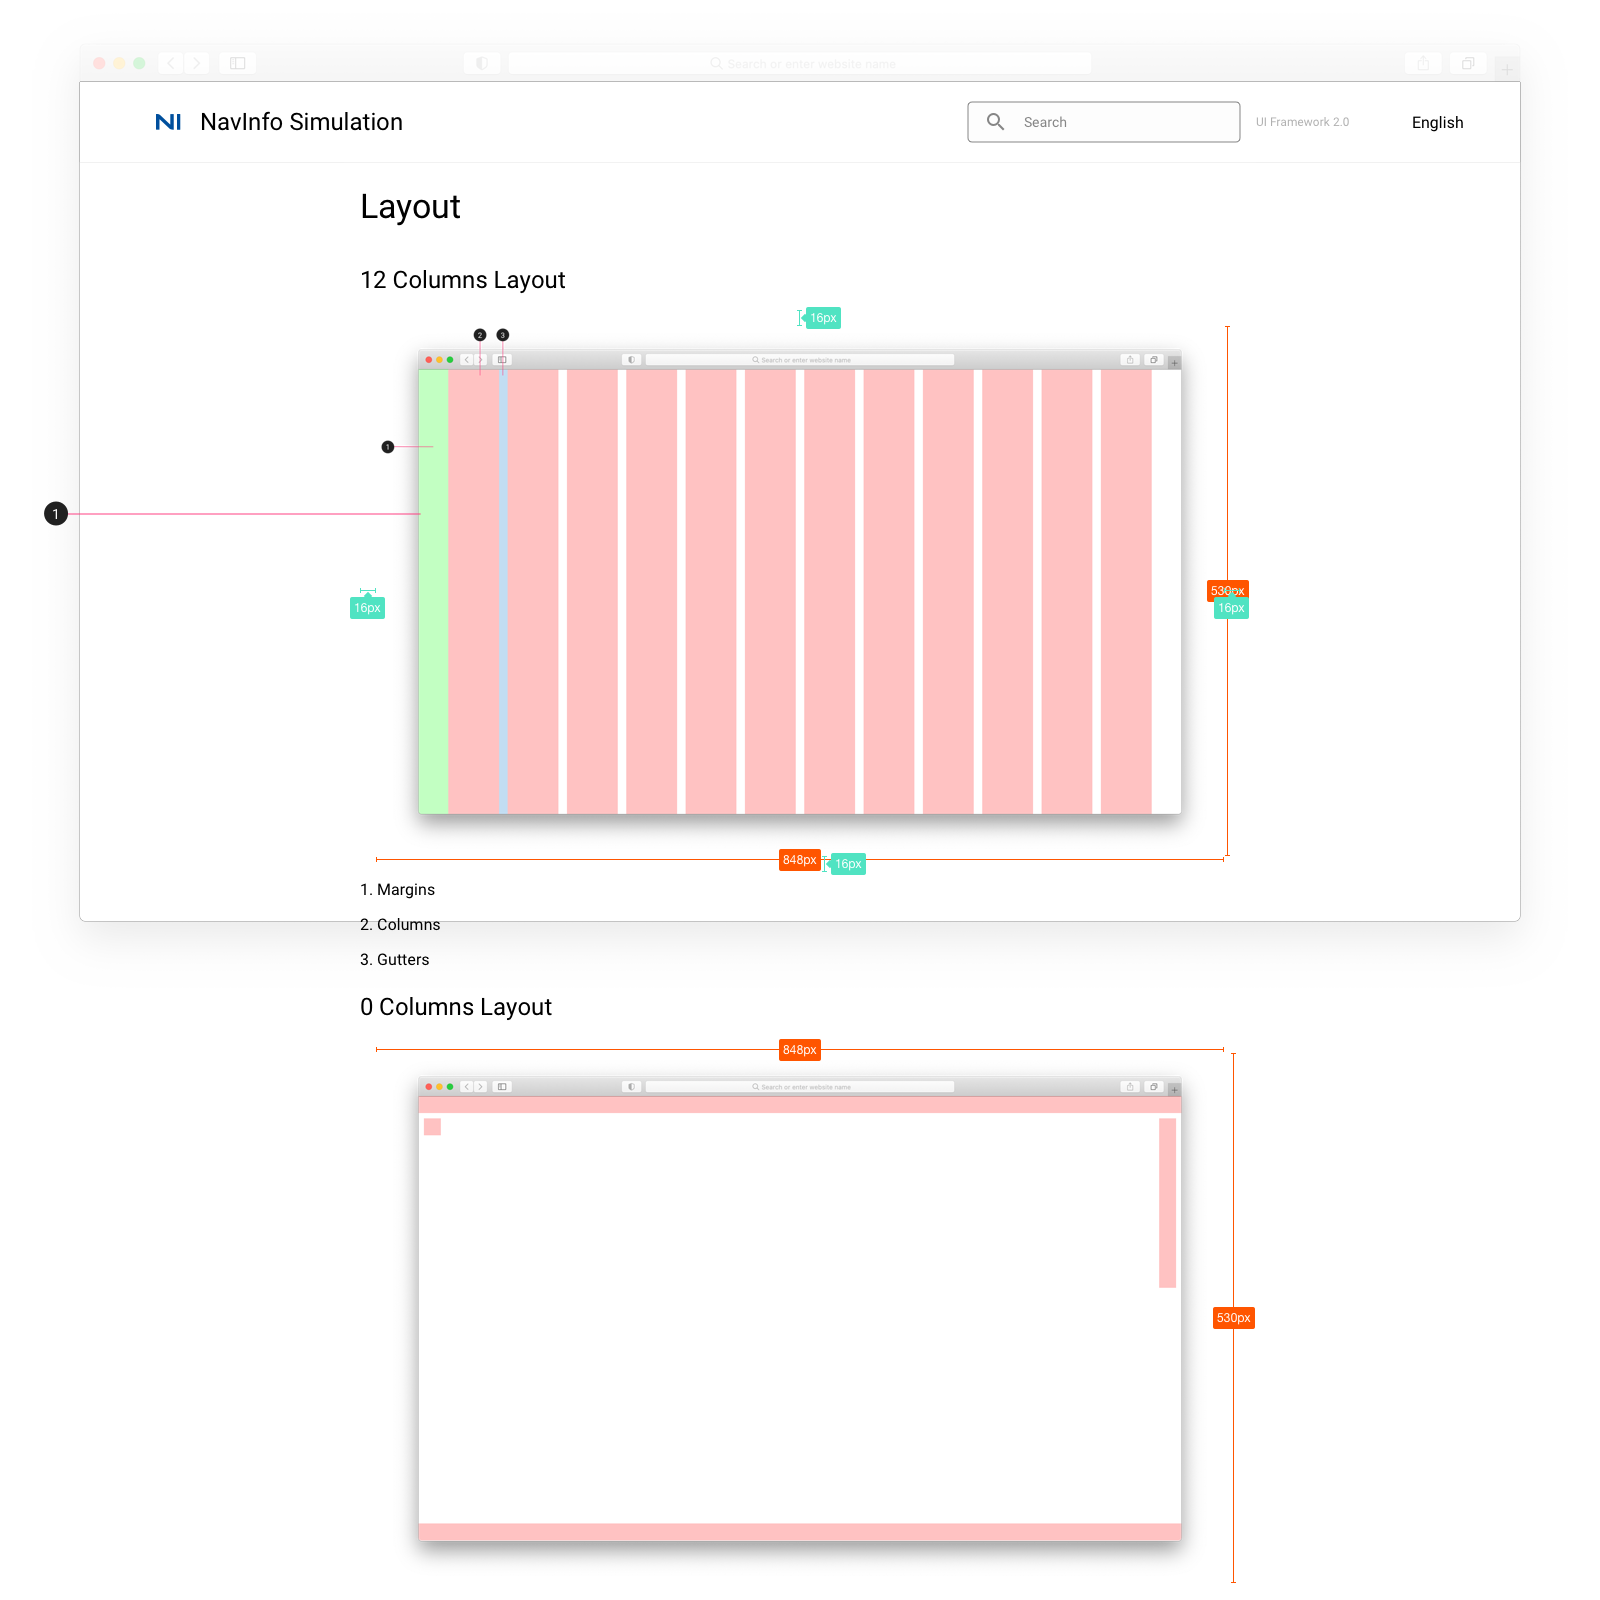 Search or enter website name
NI NavInfo Simulation
Search
UI Framework 2.0
English
Layout
12 Columns Layout
16px
2
3
Search or enter website name
1
1
530px
16px
16px
848px
16px
1. Margins
2. Columns
3. Gutters
0 Columns Layout
848px
Search or enter website name
530px